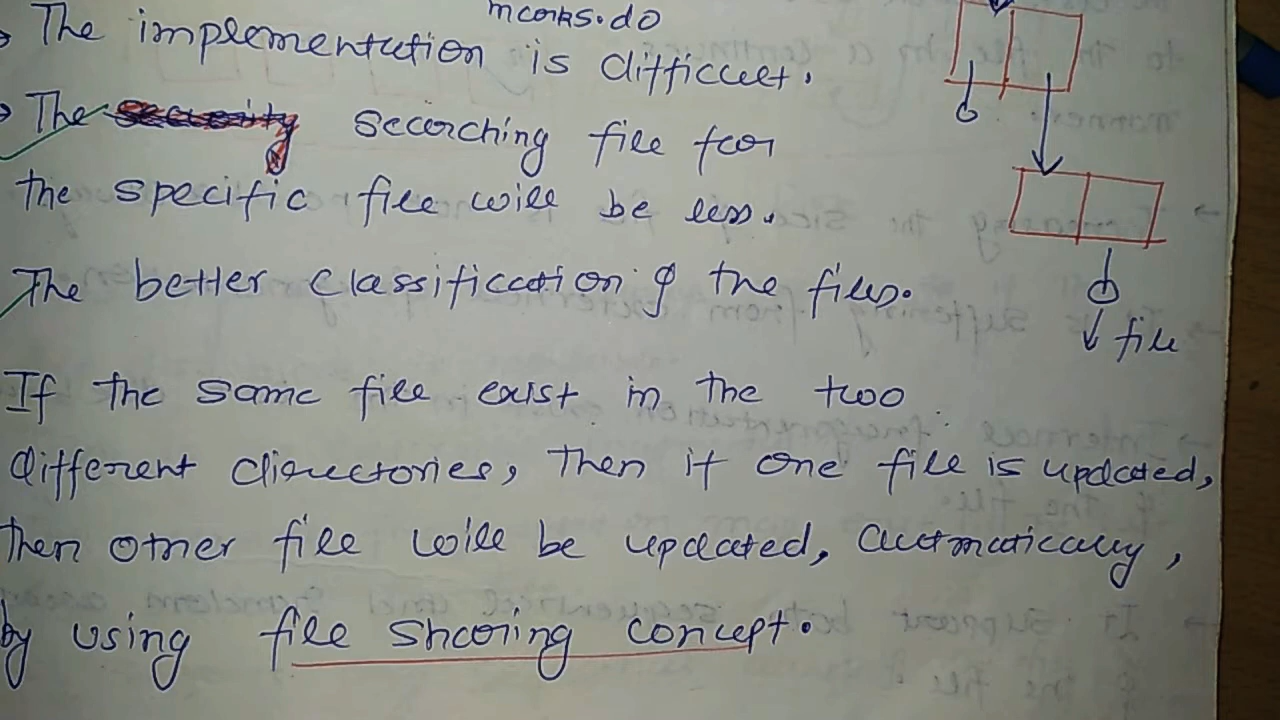 marks.do
The implementation is difficult.
The security searching file for
the specific file will be less.
The better classification of the files.
file
If the same file exist in the two
different directories, then if one file is updated,
then other file will be updated, automatically,
by using file sharing concept.